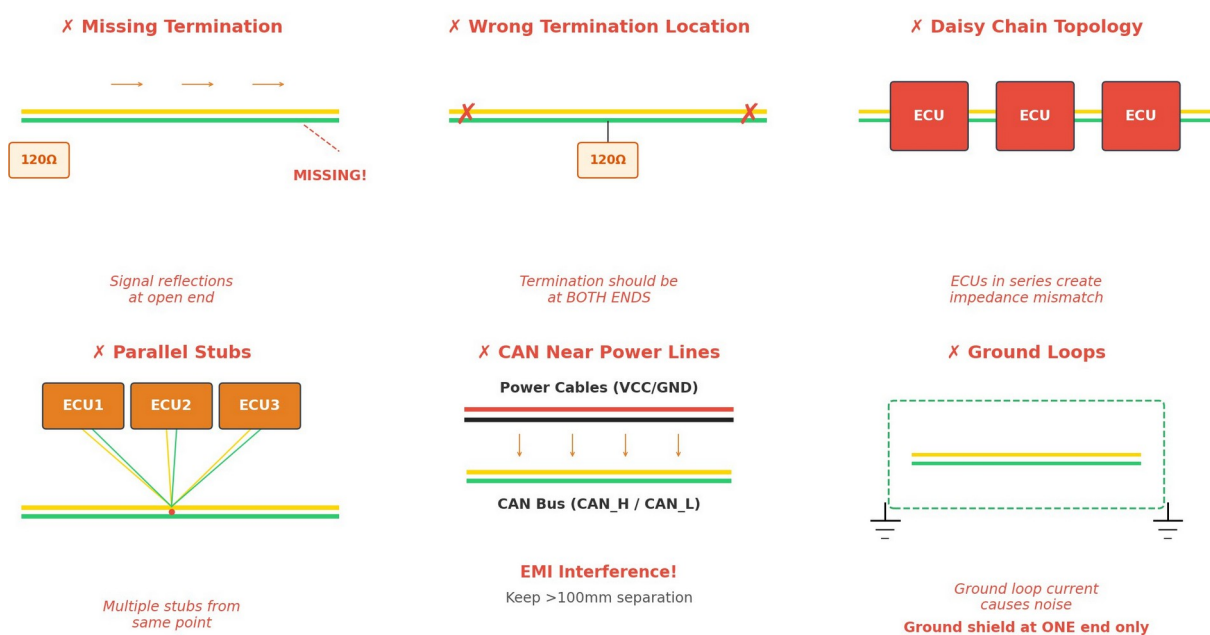 ✗ Missing Termination
120Ω
MISSING!
Signal reflections
at open end
✗ Wrong Termination Location
120Ω
Termination should be
at BOTH ENDS
✗ Daisy Chain Topology
ECU ECU ECU
ECUs in series create
impedance mismatch
✗ Parallel Stubs
ECU1 ECU2 ECU3
Multiple stubs from
same point
✗ CAN Near Power Lines
Power Cables (VCC/GND)
CAN Bus (CAN_H / CAN_L)
EMI Interference!
Keep >100mm separation
✗ Ground Loops
Ground loop current
causes noise
Ground shield at ONE end only